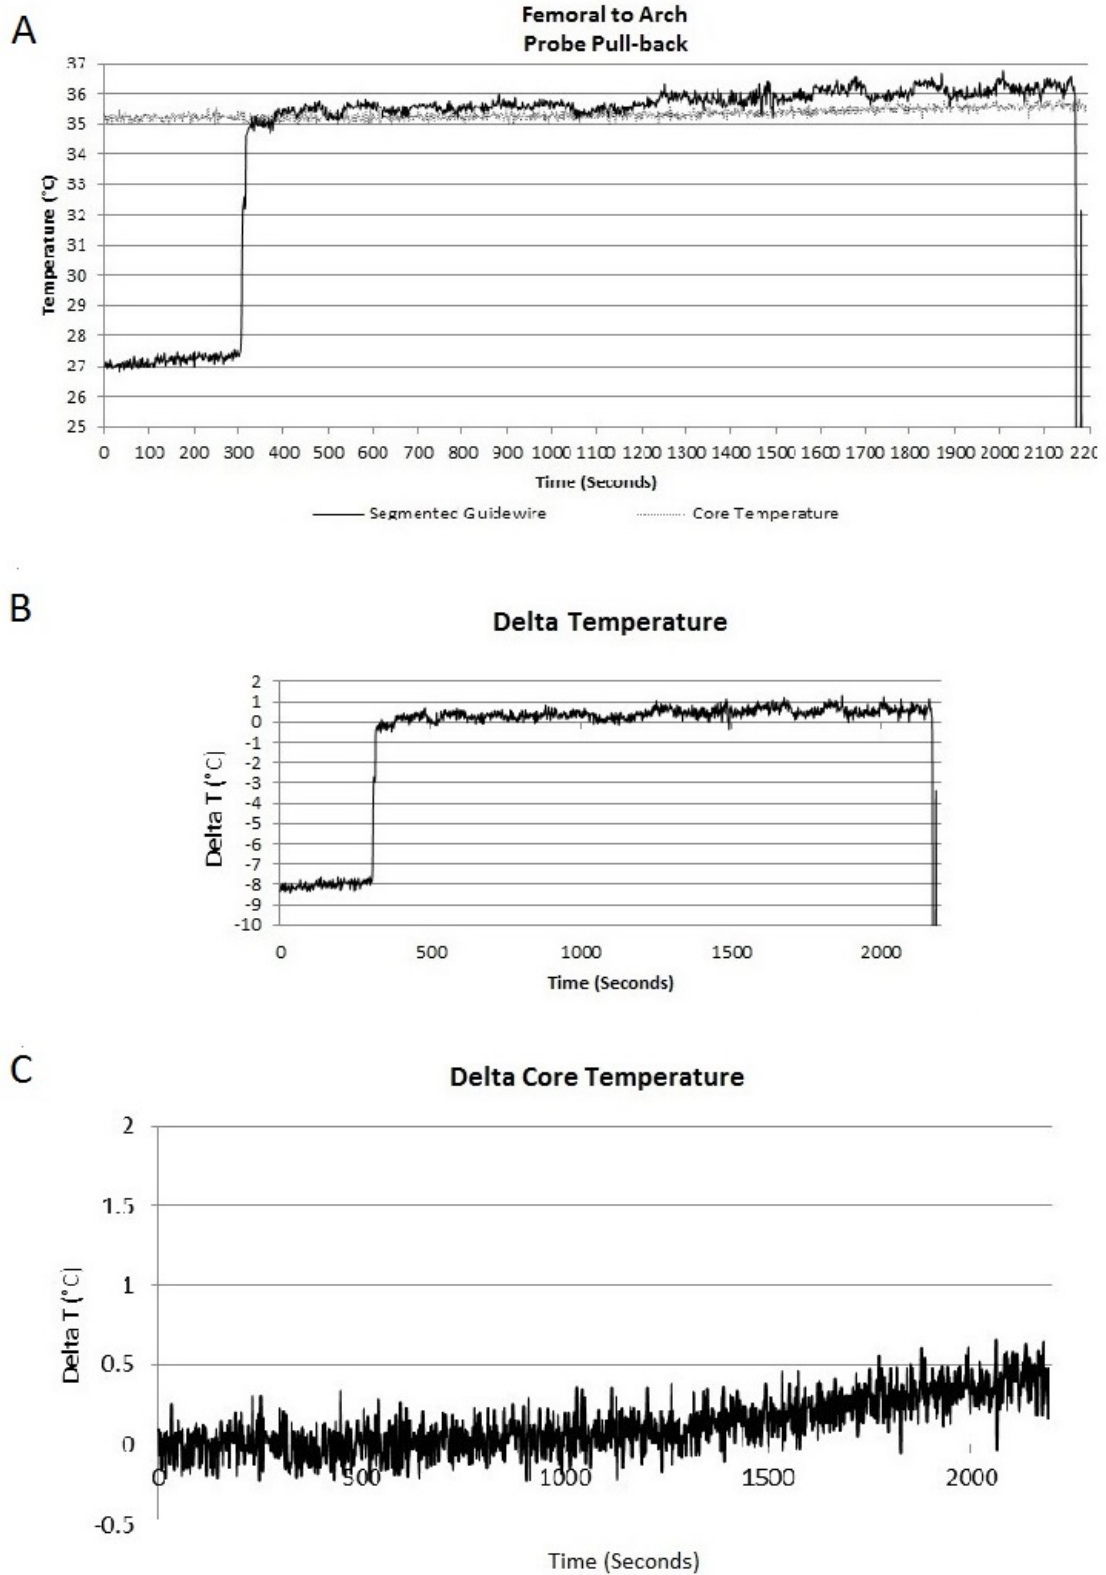 A
Femoral to Arch
Probe Pull-back
37
36
35
34
33
32
31
30
29
28
27
26
25
Temperature (°C)
0 100 200 300 400 500 600 700 800 900 1000 1100 1200 1300 1400 1500 1600 1700 1800 1900 2000 2100 220
Time (Seconds)
Segmented Guidewire Core Temperature
B
Delta Temperature
2
1
0
-1
-2
-3
-4
-5
-6
-7
-8
-9
-10
Delta T (°C)
0 500 1000 1500 2000
Time (Seconds)
C
Delta Core Temperature
2
1.5
1
0.5
0
-0.5
Delta T (°C)
0 500 1000 1500 2000
Time (Seconds)